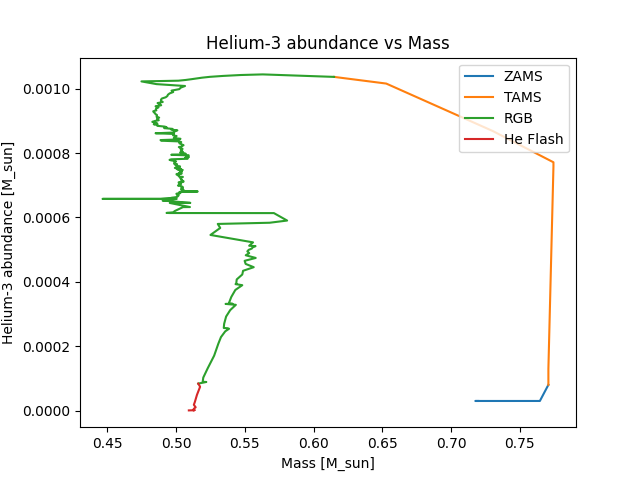 Helium-3 abundance vs Mass
ZAMS
TAMS
RGB
He Flash
Helium-3 abundance [M_sun]
0.0010
0.0008
0.0006
0.0004
0.0002
0.0000
0.45
0.50
0.55
0.60
0.65
0.70
0.75
Mass [M_sun]